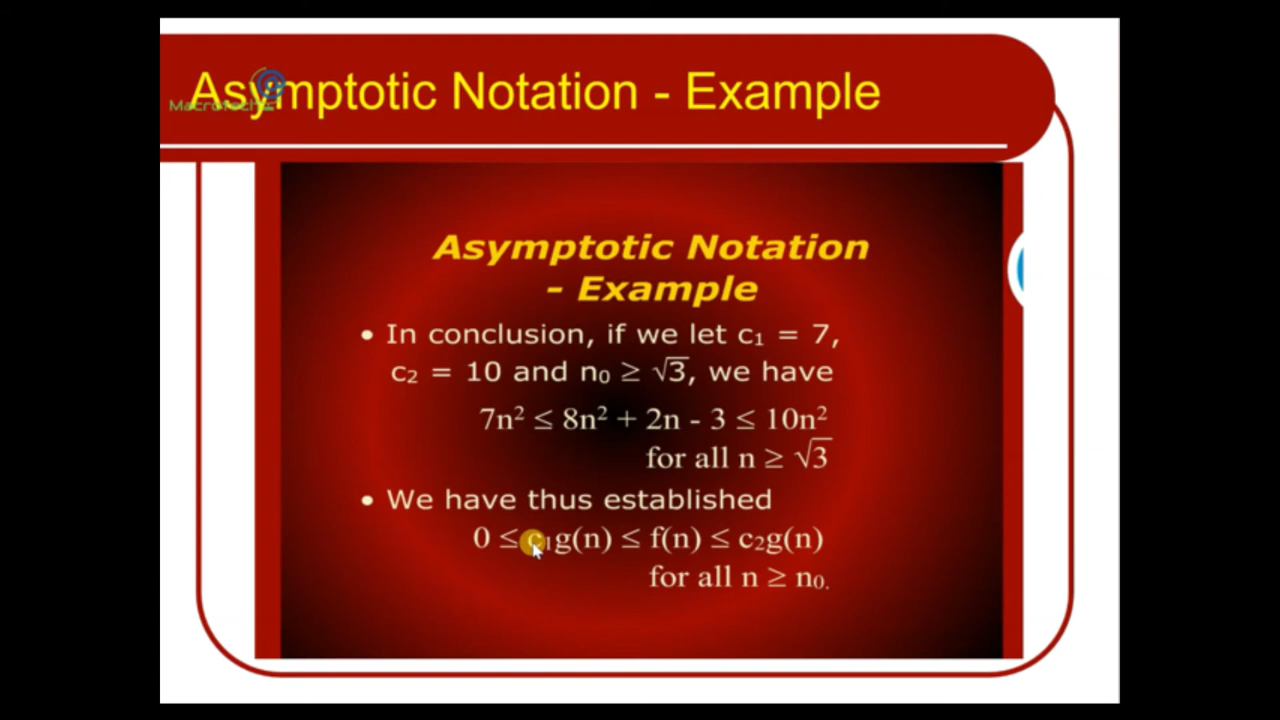 Asymptotic Notation - Example
MacroTech
Asymptotic Notation
- Example
• In conclusion, if we let c₁ = 7,
c₂ = 10 and n₀ ≥ √3, we have
7n² ≤ 8n² + 2n - 3 ≤ 10n²
for all n ≥ √3
• We have thus established
0 ≤ c₁g(n) ≤ f(n) ≤ c₂g(n)
for all n ≥ n₀.